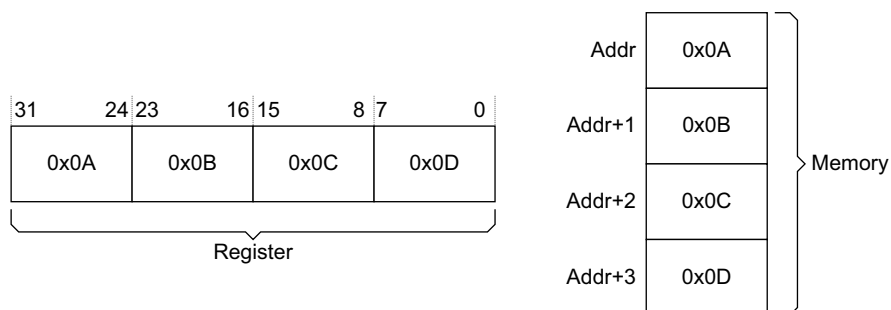 31 24 23 16 15 8 7 0
0x0A 0x0B 0x0C 0x0D
Register
Addr 0x0A
Addr+1 0x0B
Addr+2 0x0C
Addr+3 0x0D
Memory